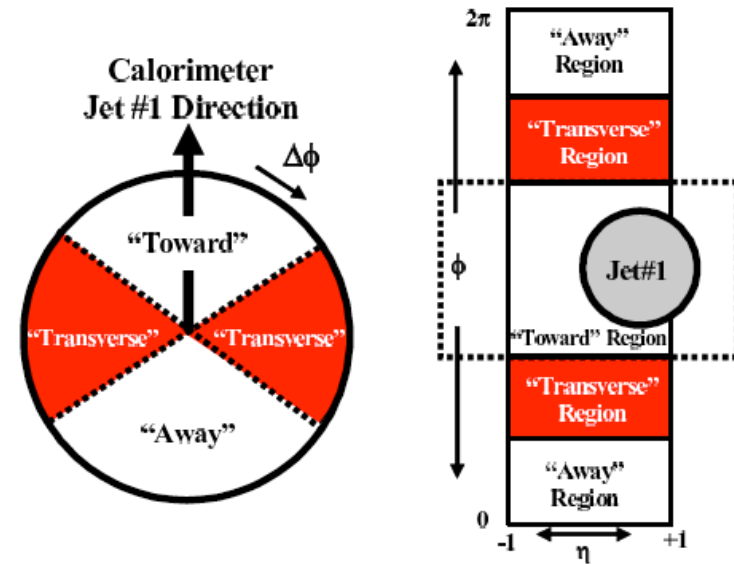 Calorimeter
Jet #1 Direction
Δϕ
“Toward”
“Transverse” “Transverse”
“Away”
2π
“Away”
Region
“Transverse”
Region
ϕ
Jet#1
“Toward” Region
“Transverse”
Region
“Away”
Region
0
-1 +1
η